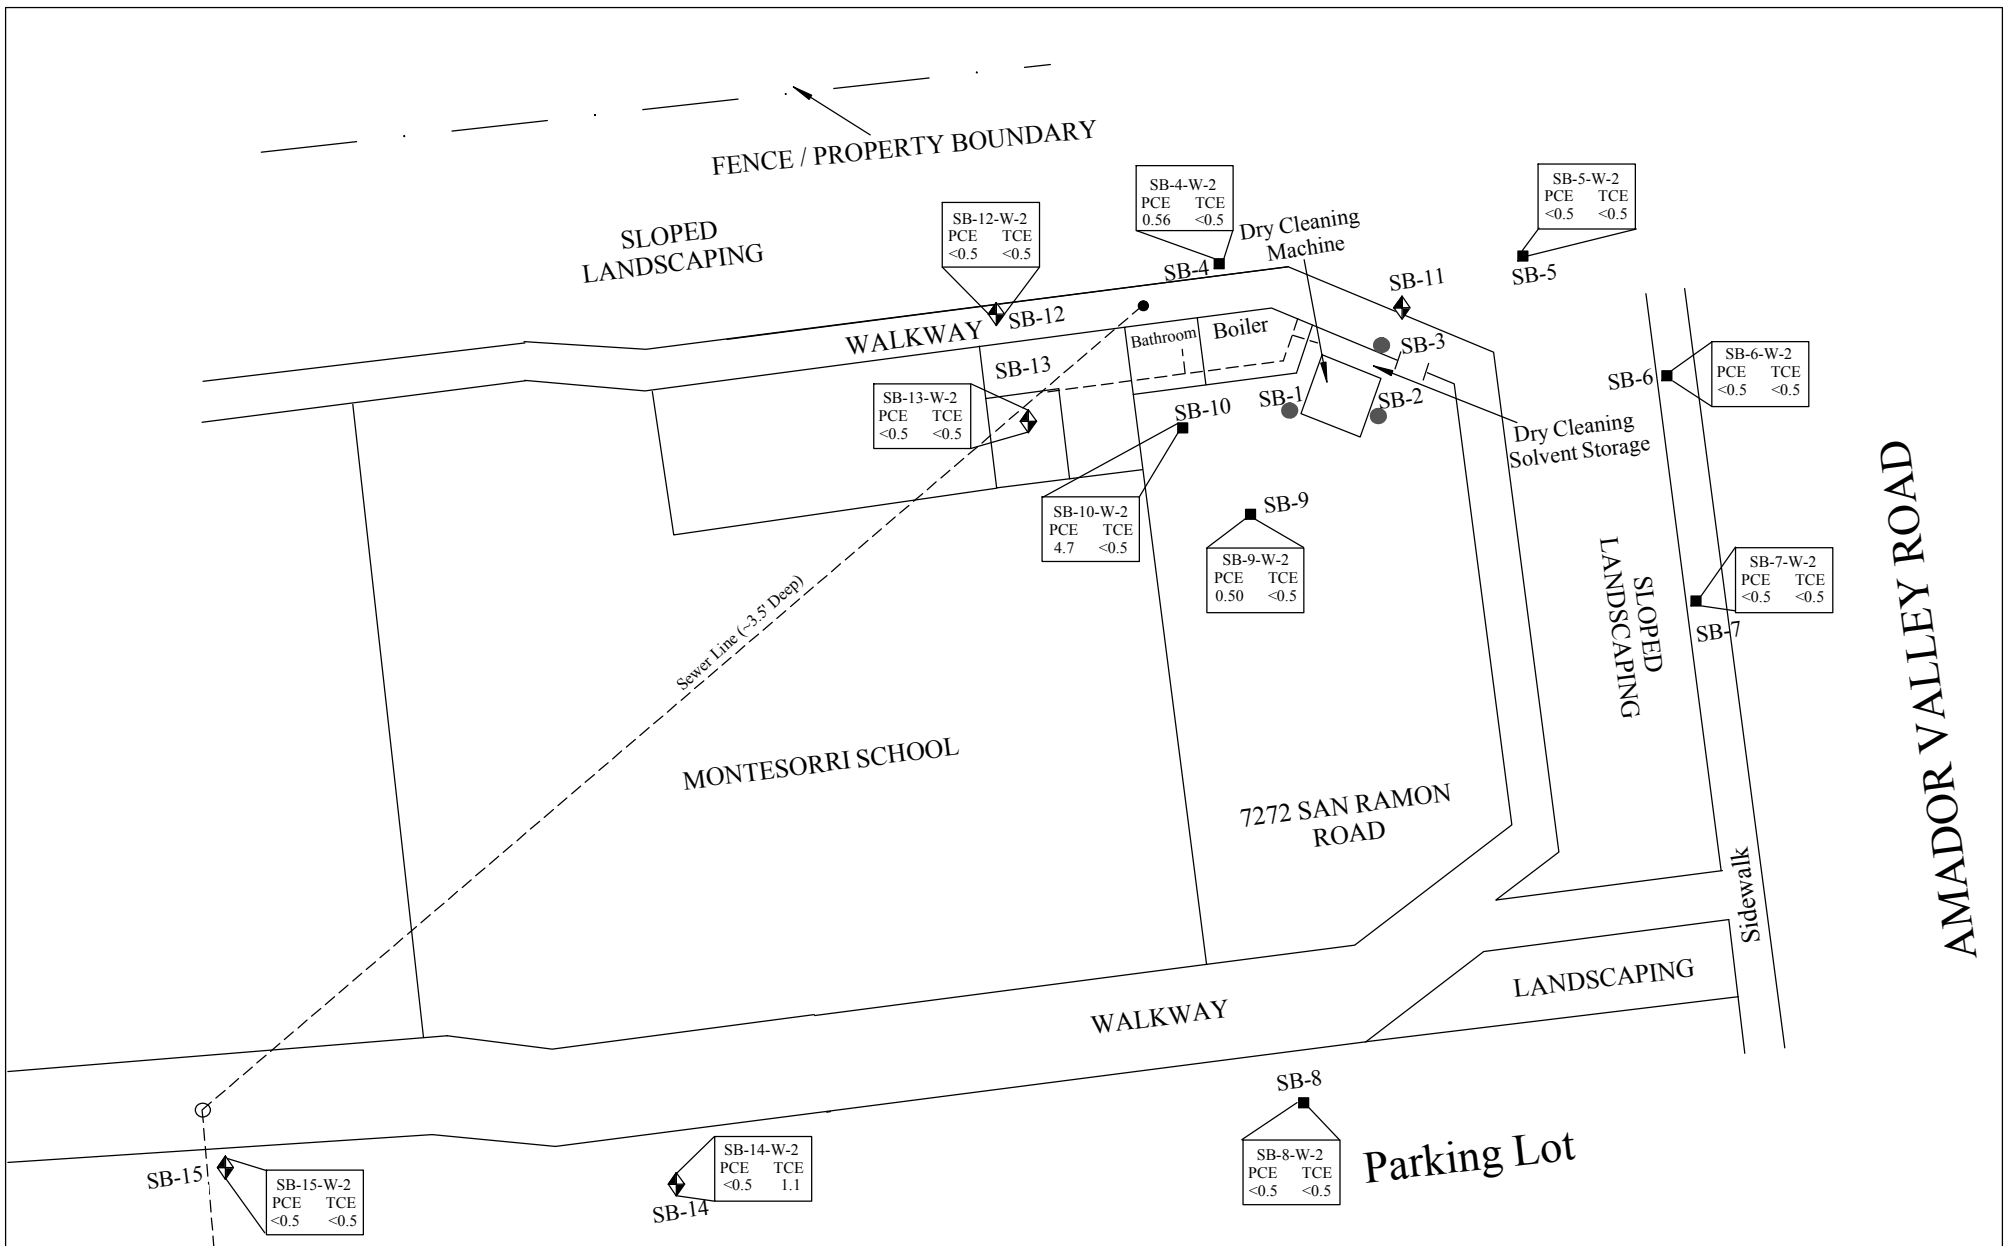 FENCE / PROPERTY BOUNDARY
SLOPED
LANDSCAPING
SB-12-W-2
PCE TCE
<0.5 <0.5
SB-4-W-2
PCE TCE
0.56 <0.5
Dry Cleaning
Machine
SB-5-W-2
PCE TCE
<0.5 <0.5
SB-4
SB-5
SB-11
SB-12
WALKWAY
Bathroom
Boiler
SB-3
SB-13
SB-6
SB-6-W-2
PCE TCE
<0.5 <0.5
SB-13-W-2
PCE TCE
<0.5 <0.5
SB-10
SB-1
SB-2
Dry Cleaning
Solvent Storage
SB-10-W-2
PCE TCE
4.7 <0.5
SB-9
SB-9-W-2
PCE TCE
0.50 <0.5
SB-7-W-2
PCE TCE
<0.5 <0.5
SB-7
SLOPED
LANDSCAPING
AMADOR VALLEY ROAD
Sewer Line (~3.5' Deep)
MONTESORRI SCHOOL
7272 SAN RAMON
ROAD
Sidewalk
LANDSCAPING
WALKWAY
SB-8
SB-8-W-2
PCE TCE
<0.5 <0.5
Parking Lot
SB-14-W-2
PCE TCE
<0.5 1.1
SB-14
SB-15
SB-15-W-2
PCE TCE
<0.5 <0.5